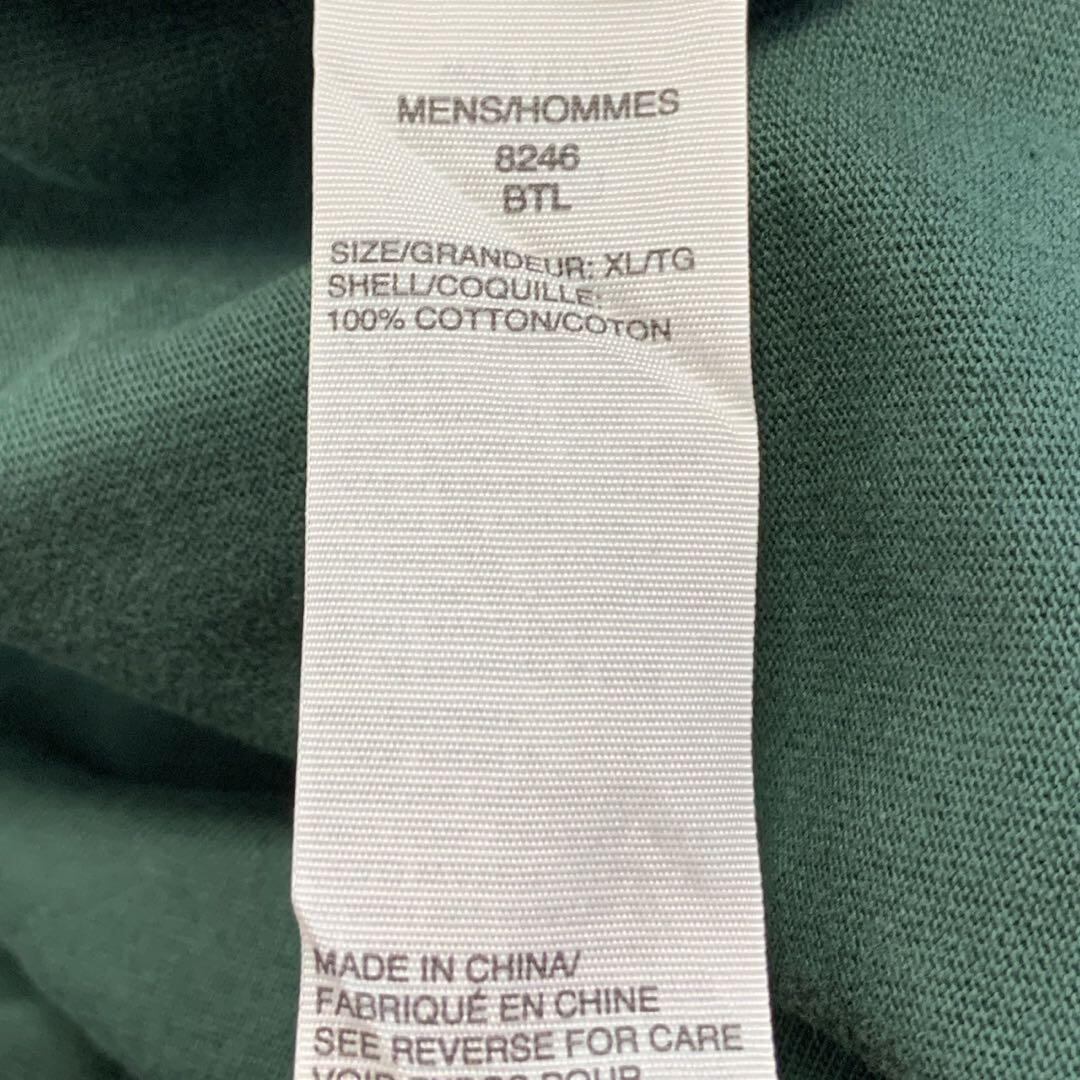 MENS/HOMMES
8246
BTL
SIZE/GRANDEUR: XL/TG
SHELL/COQUILLE:
100% COTTON/COTON
MADE IN CHINA/
FABRIQUÉ EN CHINE
SEE REVERSE FOR CARE
POUR